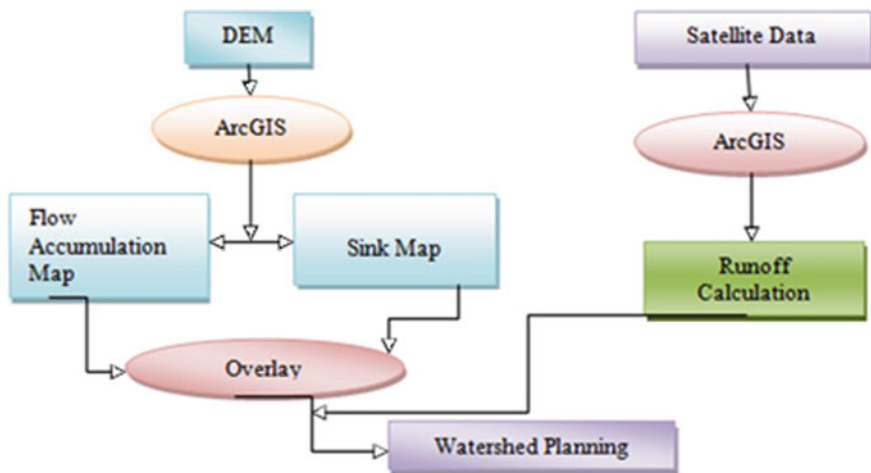 DEM
Satellite Data
ArcGIS
ArcGIS
Flow
Accumulation
Map
Sink Map
Runoff
Calculation
Overlay
Watershed Planning